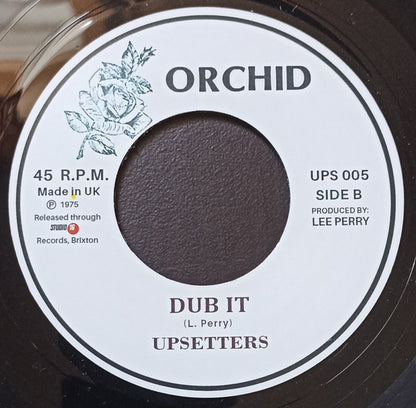 ORCHID
45 R.P.M.
Made in UK
Ⓟ 1975
Released through
STUDIO 16
Records, Brixton
UPS 005
SIDE B
PRODUCED BY:
LEE PERRY
DUB IT
(L. Perry)
UPSETTERS